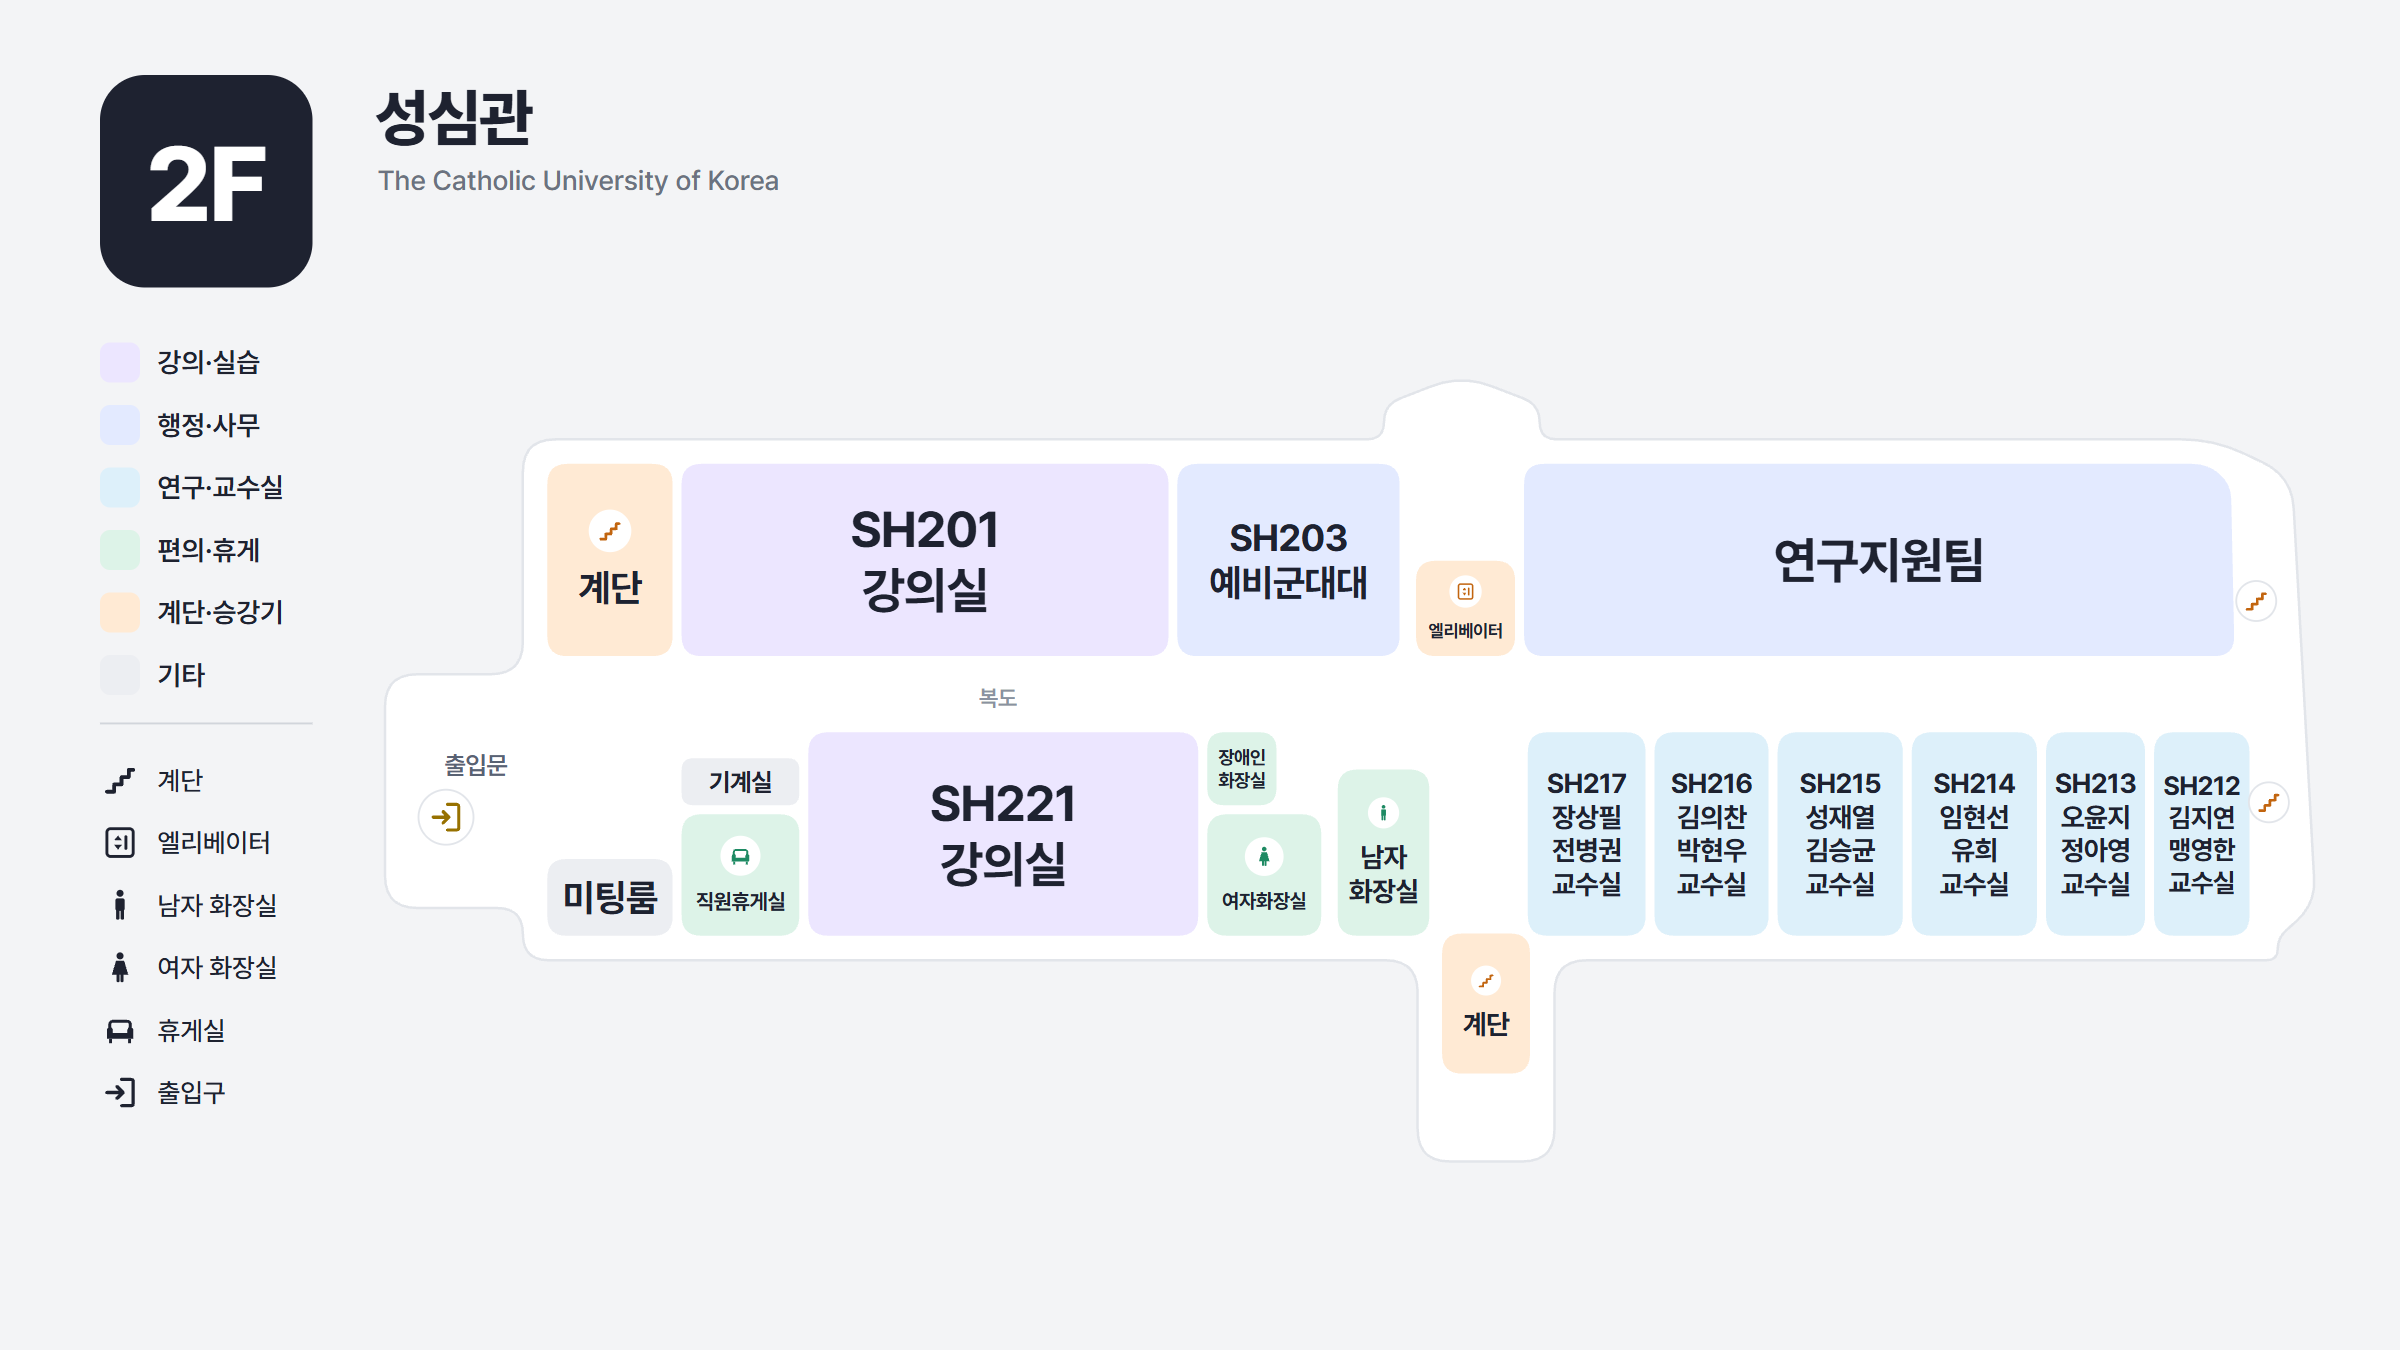 2F
성심관
The Catholic University of Korea
강의·실습
행정·사무
연구·교수실
편의·휴게
계단·승강기
기타
계단
엘리베이터
남자 화장실
여자 화장실
휴게실
출입구
계단
SH201
강의실
SH203
예비군대대
엘리베이터
연구지원팀
복도
출입문
미팅룸
기계실
직원휴게실
SH221
강의실
장애인
화장실
여자화장실
남자
화장실
계단
SH217
장상필
전병권
교수실
SH216
김의찬
박현우
교수실
SH215
성재열
김승균
교수실
SH214
임현선
유희
교수실
SH213
오윤지
정아영
교수실
SH212
김지연
맹영한
교수실